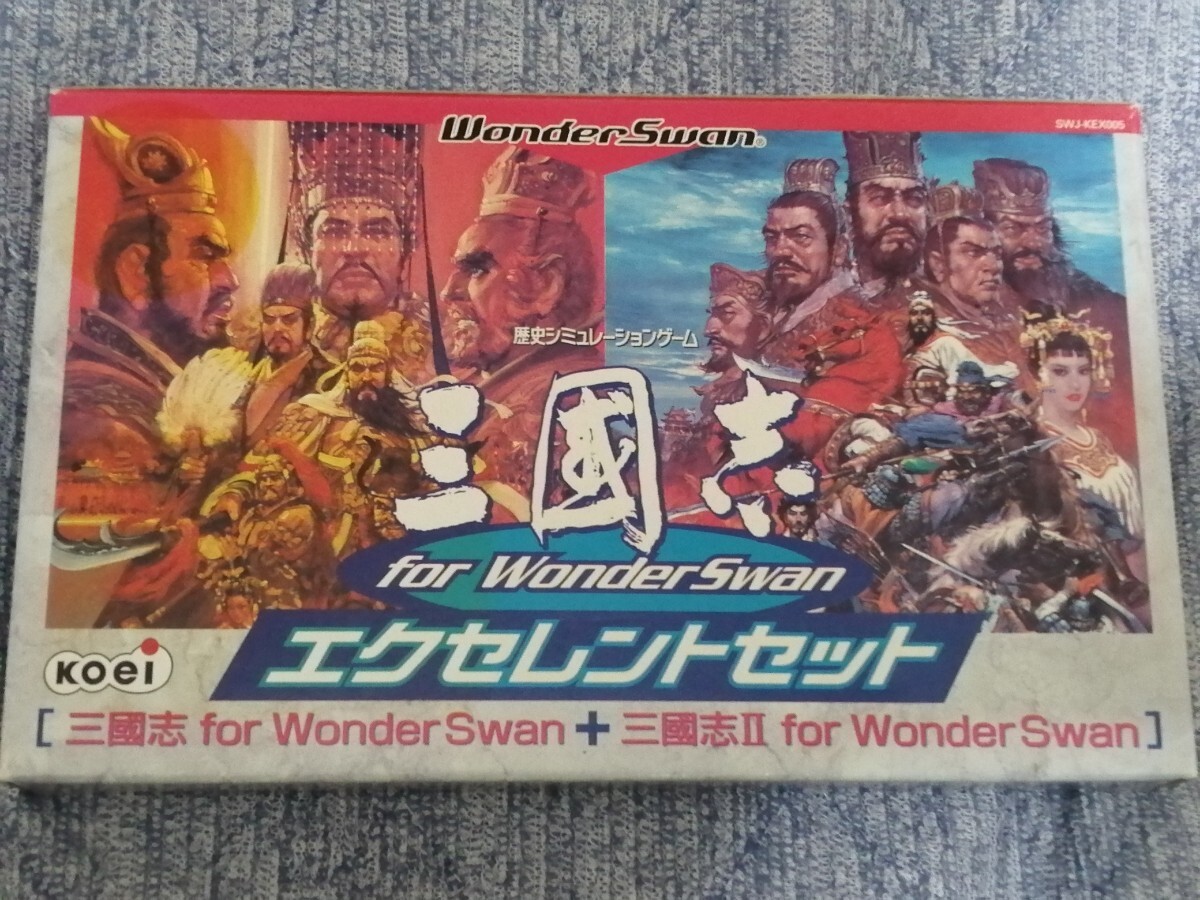 WonderSwan®
SWJ-KEX005
歴史シミュレーションゲーム
三國志
for WonderSwan
エクセレントセット
KOEI
[三國志 for WonderSwan+三國志II for WonderSwan]